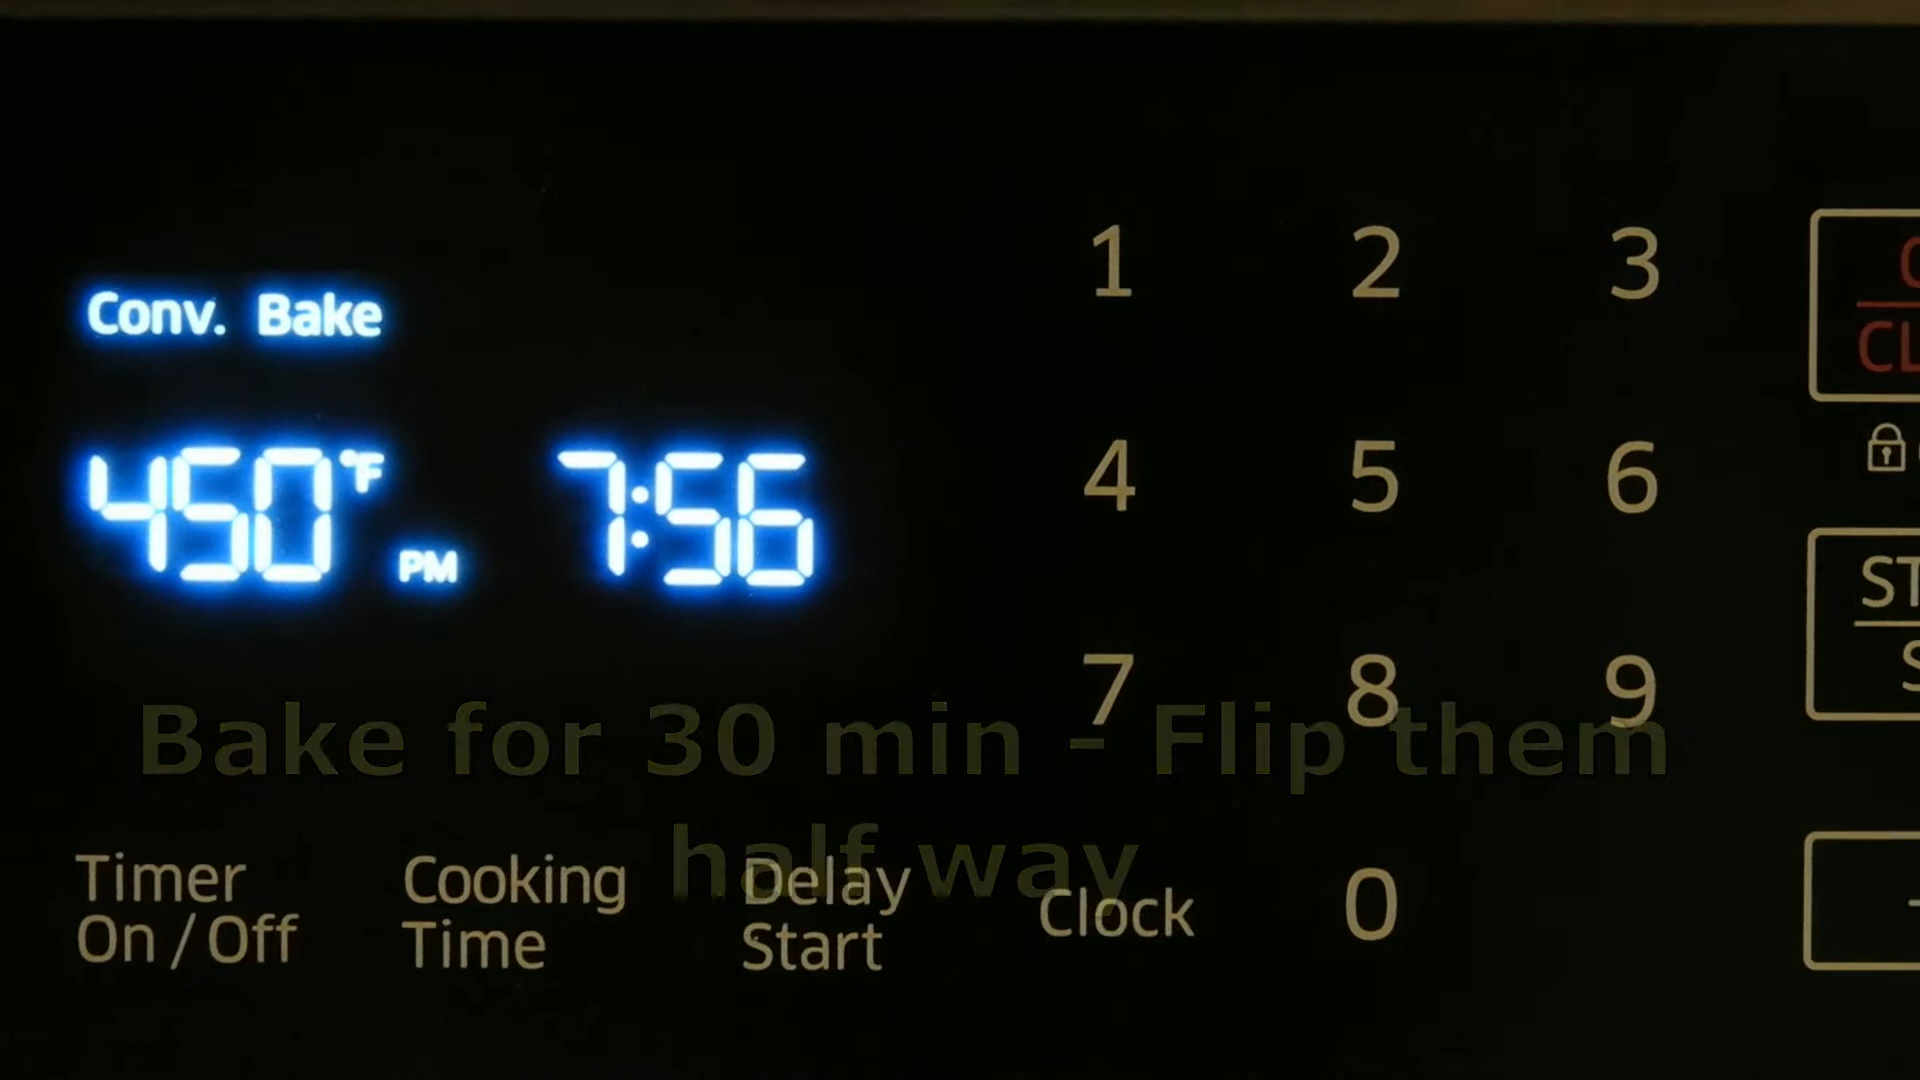 Conv. Bake
450°F
PM 7:56
1 2 3
4 5 6
7 8 9
0
Bake for 30 min - Flip them
half way
Timer
On / Off
Cooking
Time
Delay
Start
Clock